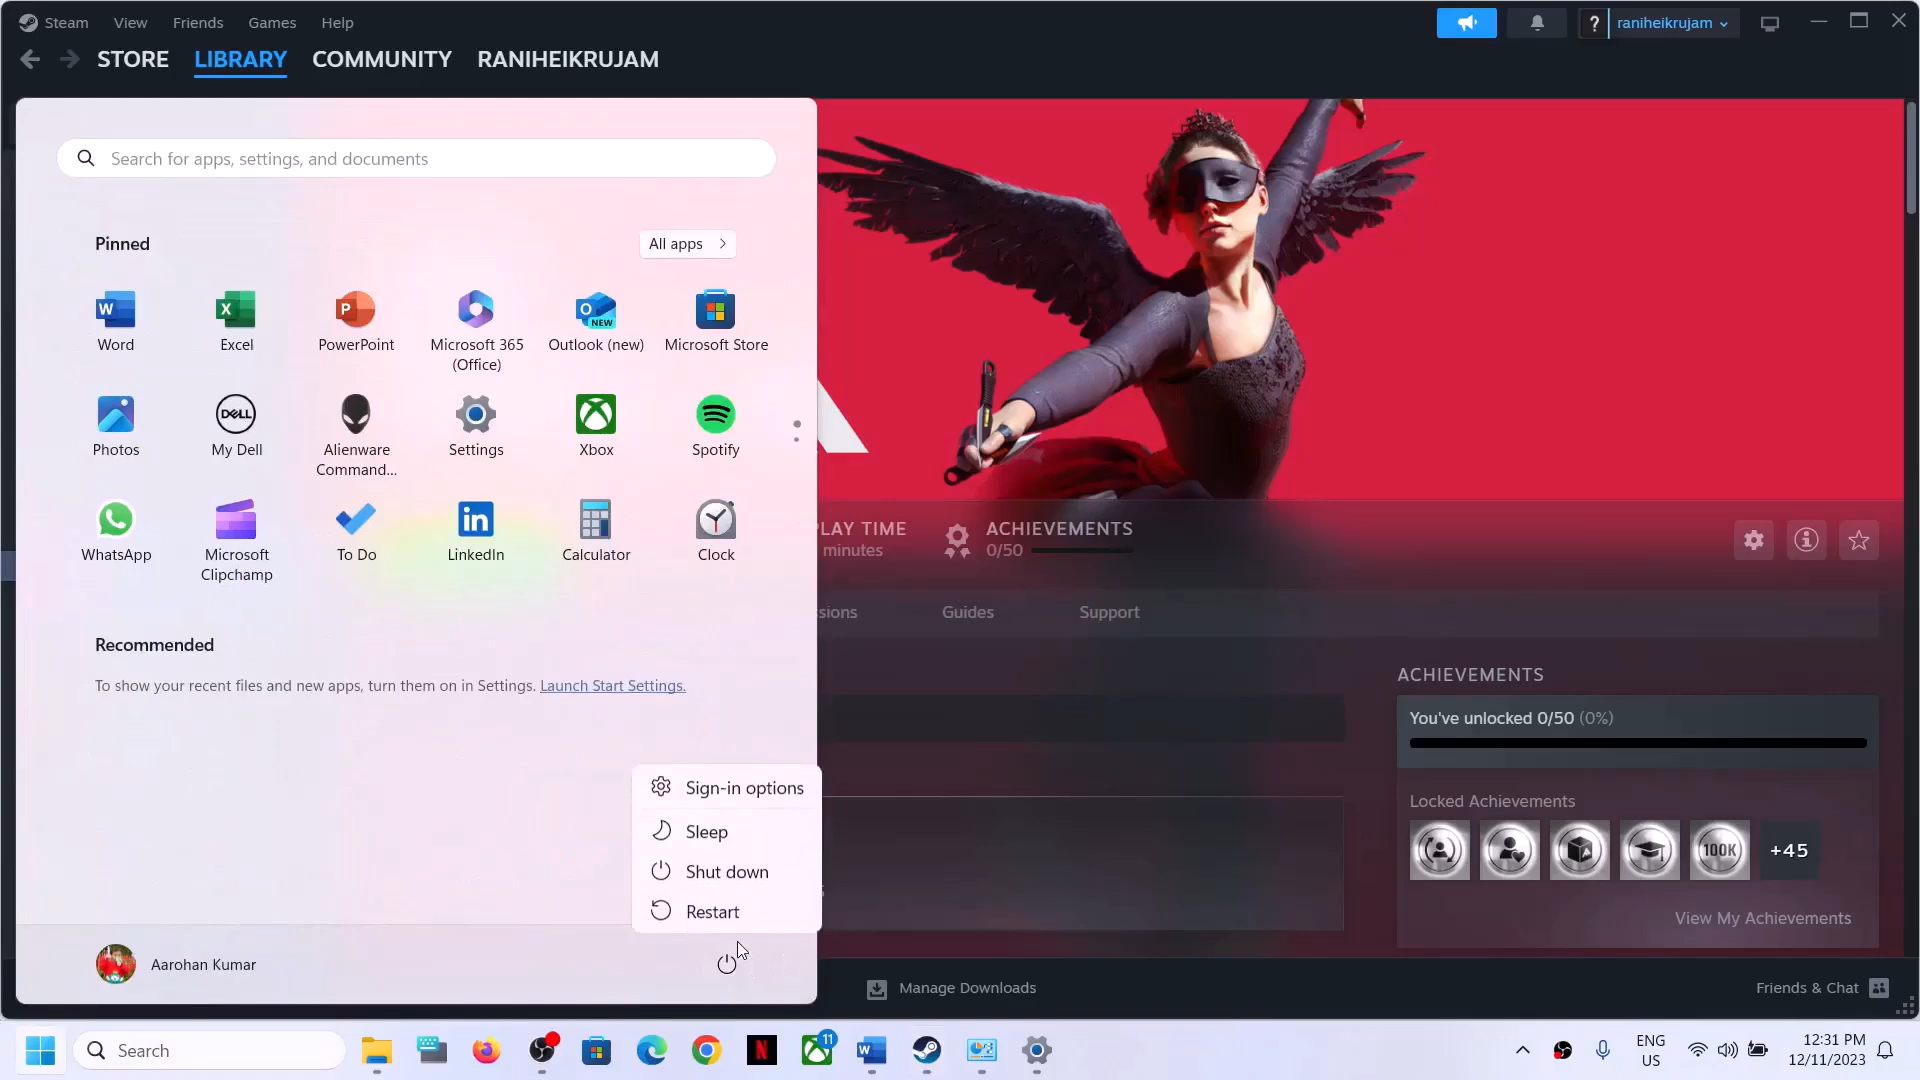 Steam View Friends Games Help
raniheikrujam
?
STORE LIBRARY COMMUNITY RANIHEIKRUJAM
Search for apps, settings, and documents
Pinned
All apps
Word Excel PowerPoint Microsoft 365 (Office) Outlook (new) Microsoft Store
NEW
DELL
Photos My Dell Alienware Command... Settings Xbox Spotify
WhatsApp Microsoft Clipchamp To Do LinkedIn Calculator Clock
Recommended
To show your recent files and new apps, turn them on in Settings. Launch Start Settings.
Sign-in options
Sleep
Shut down
Restart
Aarohan Kumar
LAY TIME
minutes
ACHIEVEMENTS
0/50
sions Guides Support
ACHIEVEMENTS
You've unlocked 0/50 (0%)
Locked Achievements
100K
+45
View My Achievements
Manage Downloads
Friends & Chat
Search
11
ENG
US
12:31 PM
12/11/2023